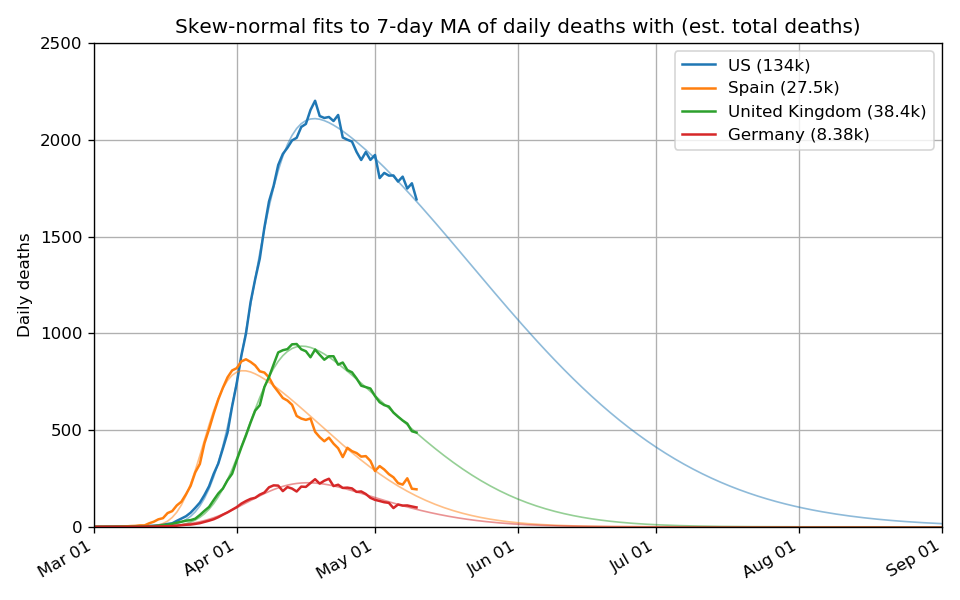 Skew-normal fits to 7-day MA of daily deaths with (est. total deaths)
2500
2000
1500
1000
500
0
Daily deaths
US (134k)
Spain (27.5k)
United Kingdom (38.4k)
Germany (8.38k)
Mar 01
Apr 01
May 01
Jun 01
Jul 01
Aug 01
Sep 01